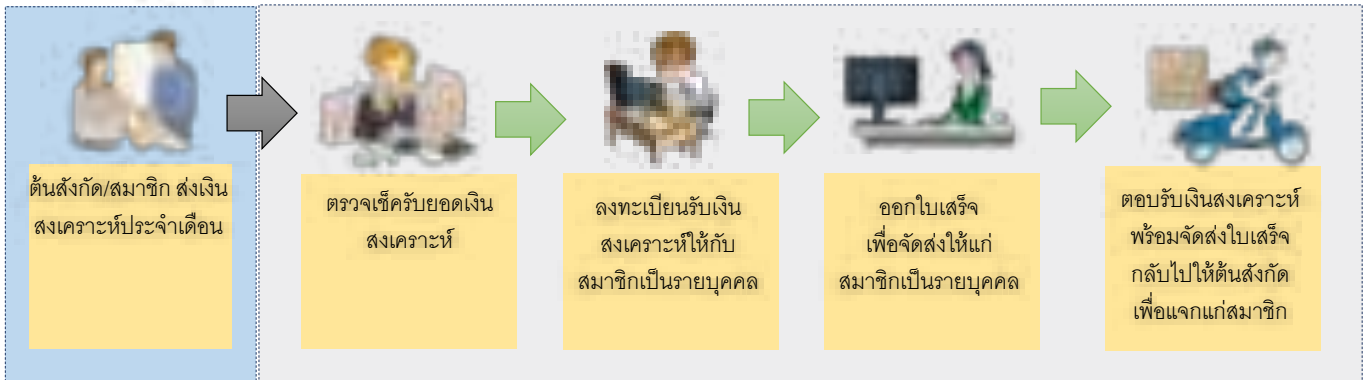 ต้นสังกัด/สมาชิก ส่งเงิน
สงเคราะห์ประจำเดือน
ตรวจเช็ครับยอดเงิน
สงเคราะห์
ลงทะเบียนรับเงิน
สงเคราะห์ให้กับ
สมาชิกเป็นรายบุคคล
ออกใบเสร็จ
เพื่อจัดส่งให้แก่
สมาชิกเป็นรายบุคคล
ตอบรับเงินสงเคราะห์
พร้อมจัดส่งใบเสร็จ
กลับไปให้ต้นสังกัด
เพื่อแจกแก่สมาชิก